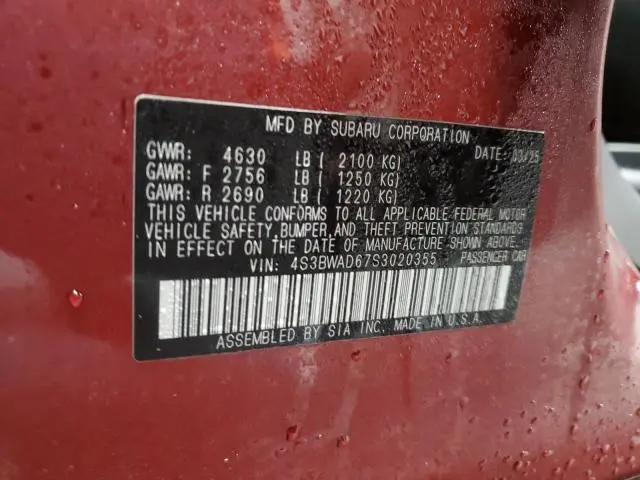 MFD BY SUBARU CORPORATION
GVWR: 4630 LB ( 2100 KG) DATE: 03/25
GAWR: F 2756 LB ( 1250 KG)
GAWR: R 2690 LB ( 1220 KG)
THIS VEHICLE CONFORMS TO ALL APPLICABLE FEDERAL MOTOR
VEHICLE SAFETY, BUMPER, AND THEFT PREVENTION STANDARDS
IN EFFECT ON THE DATE OF MANUFACTURE SHOWN ABOVE.
VIN: 4S3BWAD67S3020355 PASSENGER CAR
ASSEMBLED BY SIA INC. MADE IN U.S.A.